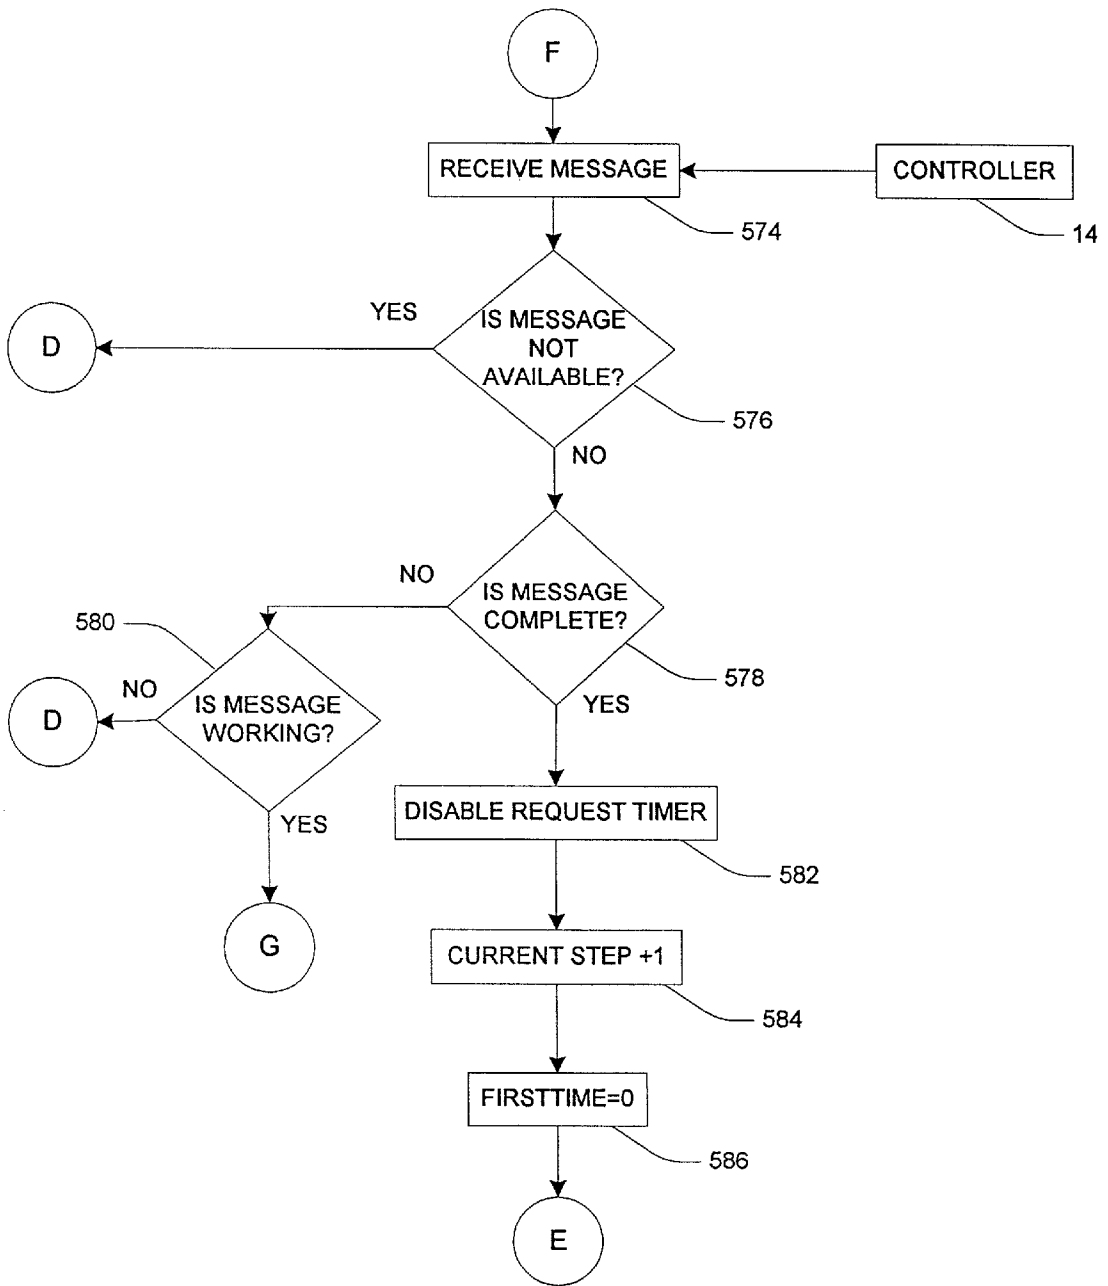 F
RECEIVE MESSAGE
CONTROLLER
574
14
YES
IS MESSAGE
NOT
AVAILABLE?
D
576
NO
NO
IS MESSAGE
COMPLETE?
580
578
NO
IS MESSAGE
WORKING?
D
YES
YES
DISABLE REQUEST TIMER
582
G
CURRENT STEP +1
584
FIRSTTIME=0
586
E